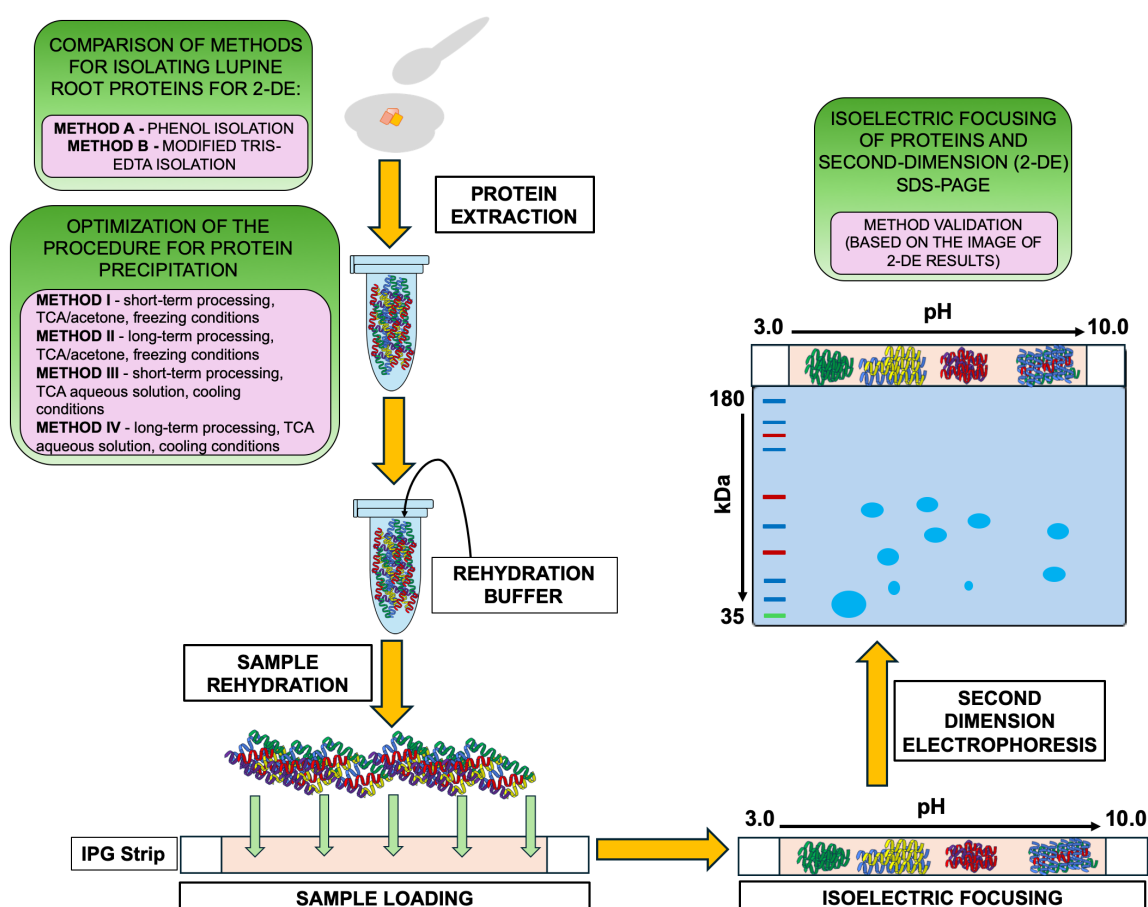 COMPARISON OF METHODS
FOR ISOLATING LUPINE
ROOT PROTEINS FOR 2-DE:
METHOD A - PHENOL ISOLATION
METHOD B - MODIFIED TRIS-
EDTA ISOLATION
OPTIMIZATION OF THE
PROCEDURE FOR PROTEIN
PRECIPITATION
METHOD I - short-term processing,
TCA/acetone, freezing conditions
METHOD II - long-term processing,
TCA/acetone, freezing conditions
METHOD III - short-term processing,
TCA aqueous solution, cooling
conditions
METHOD IV - long-term processing, TCA
aqueous solution, cooling conditions
PROTEIN
EXTRACTION
REHYDRATION
BUFFER
SAMPLE
REHYDRATION
IPG Strip
SAMPLE LOADING
ISOELECTRIC FOCUSING
OF PROTEINS AND
SECOND-DIMENSION (2-DE)
SDS-PAGE
METHOD VALIDATION
(BASED ON THE IMAGE OF
2-DE RESULTS)
pH
3.0
10.0
180
kDa
35
SECOND
DIMENSION
ELECTROPHORESIS
pH
3.0
10.0
ISOELECTRIC FOCUSING